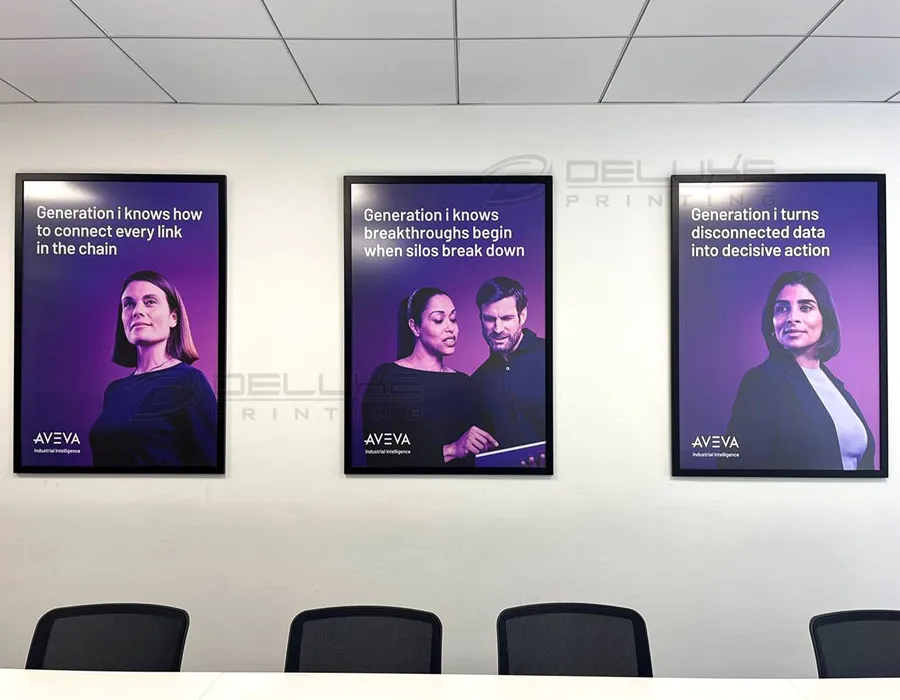 Generation i knows how
to connect every link
in the chain
AVEVA
Industrial Intelligence
Generation i knows
breakthroughs begin
when silos break down
AVEVA
Industrial Intelligence
Generation i turns
disconnected data
into decisive action
AVEVA
Industrial Intelligence
DELUXE
PRINTING
DELUXE
PRINTING